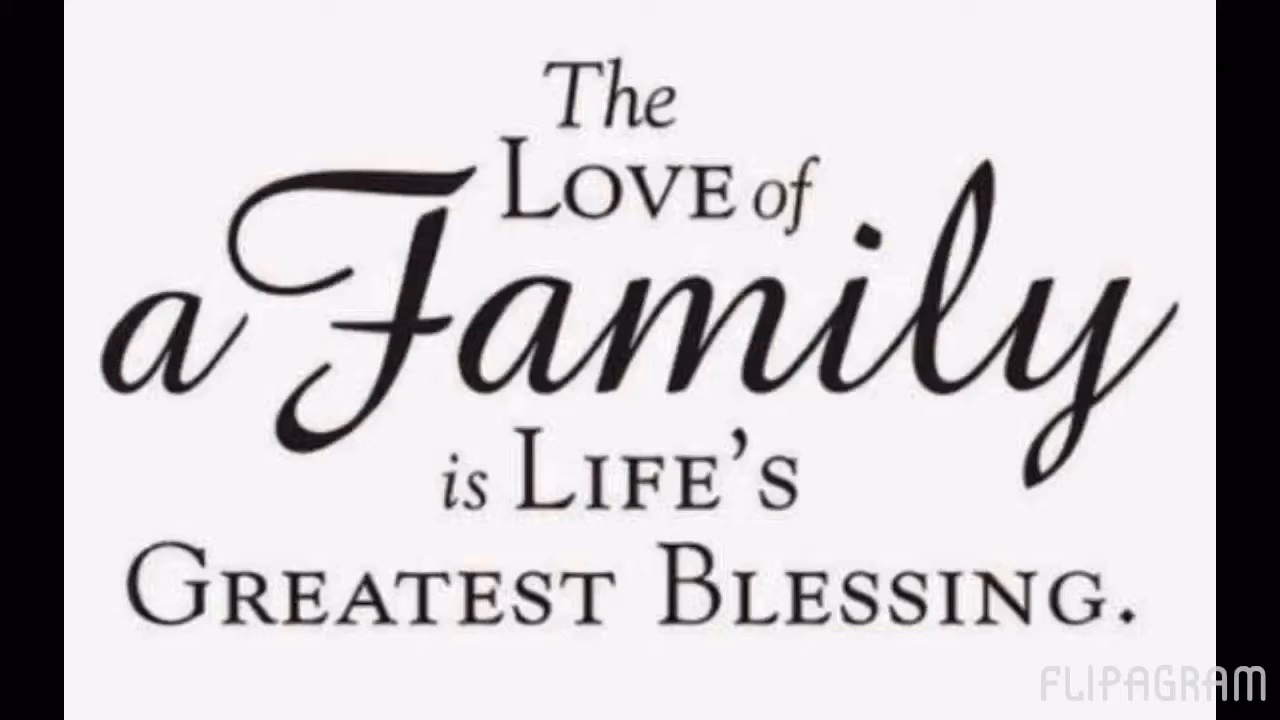 The
LOVE of
a Family
is LIFE'S
GREATEST BLESSING.
FLIPAGRAM